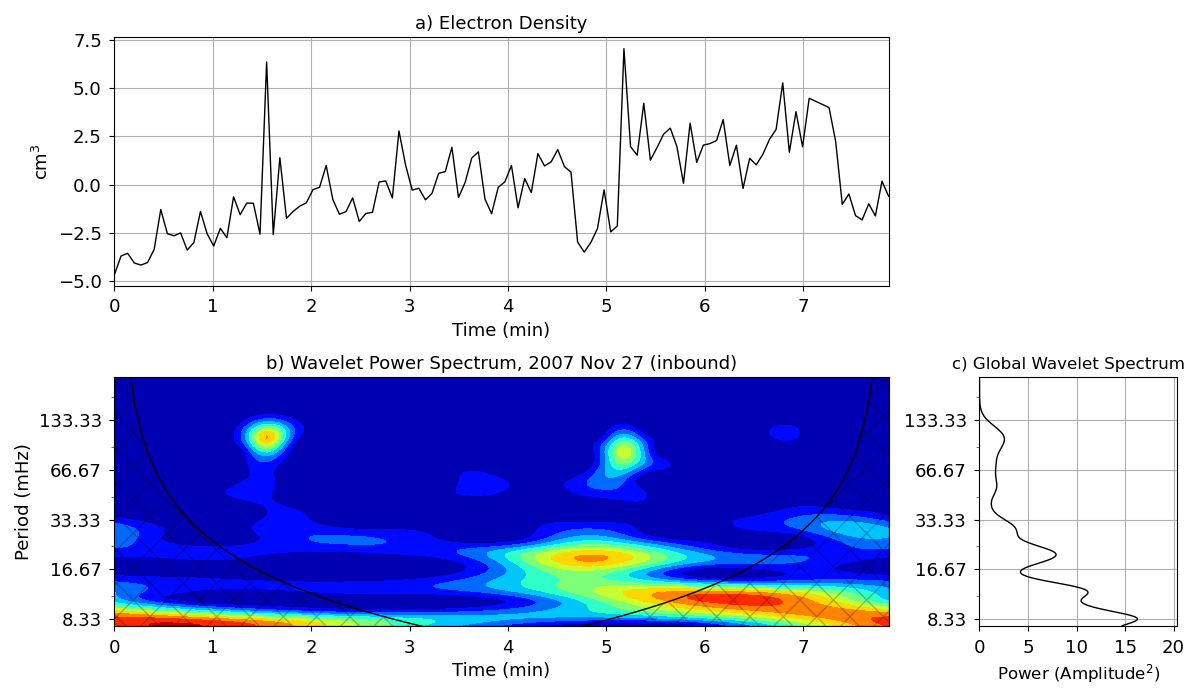 a) Electron Density
7.5
5.0
2.5
0.0
−2.5
−5.0
cm³
0 1 2 3 4 5 6 7
Time (min)
b) Wavelet Power Spectrum, 2007 Nov 27 (inbound)
133.33
66.67
33.33
16.67
8.33
Period (mHz)
0 1 2 3 4 5 6 7
Time (min)
c) Global Wavelet Spectrum
133.33
66.67
33.33
16.67
8.33
0 5 10 15 20
Power (Amplitude²)